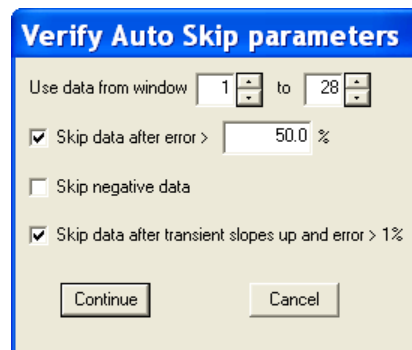 Verify Auto Skip parameters
Use data from window 1 to 28
Skip data after error > 50.0 %
Skip negative data
Skip data after transient slopes up and error > 1%
Continue Cancel